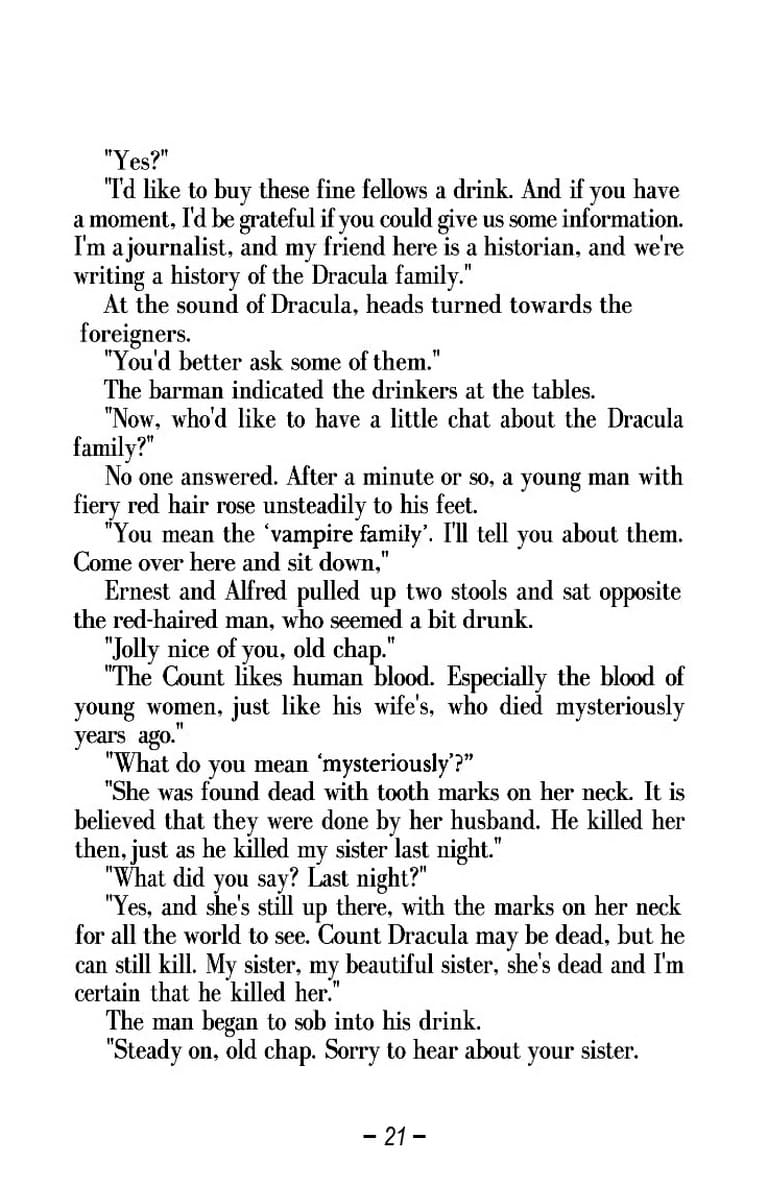 "Yes?"
"I'd like to buy these fine fellows a drink. And if you have
a moment, I'd be grateful if you could give us some information.
I'm a journalist, and my friend here is a historian, and we're
writing a history of the Dracula family."
At the sound of Dracula, heads turned towards the
foreigners.
"You'd better ask some of them."
The barman indicated the drinkers at the tables.
"Now, who'd like to have a little chat about the Dracula
family?"
No one answered. After a minute or so, a young man with
fiery red hair rose unsteadily to his feet.
"You mean the ‘vampire family’. I'll tell you about them.
Come over here and sit down,"
Ernest and Alfred pulled up two stools and sat opposite
the red-haired man, who seemed a bit drunk.
"Jolly nice of you, old chap."
"The Count likes human blood. Especially the blood of
young women, just like his wife's, who died mysteriously
years ago."
"What do you mean ‘mysteriously’?”
"She was found dead with tooth marks on her neck. It is
believed that they were done by her husband. He killed her
then, just as he killed my sister last night."
"What did you say? Last night?"
"Yes, and she's still up there, with the marks on her neck
for all the world to see. Count Dracula may be dead, but he
can still kill. My sister, my beautiful sister, she's dead and I'm
certain that he killed her."
The man began to sob into his drink.
"Steady on, old chap. Sorry to hear about your sister.
– 21 –